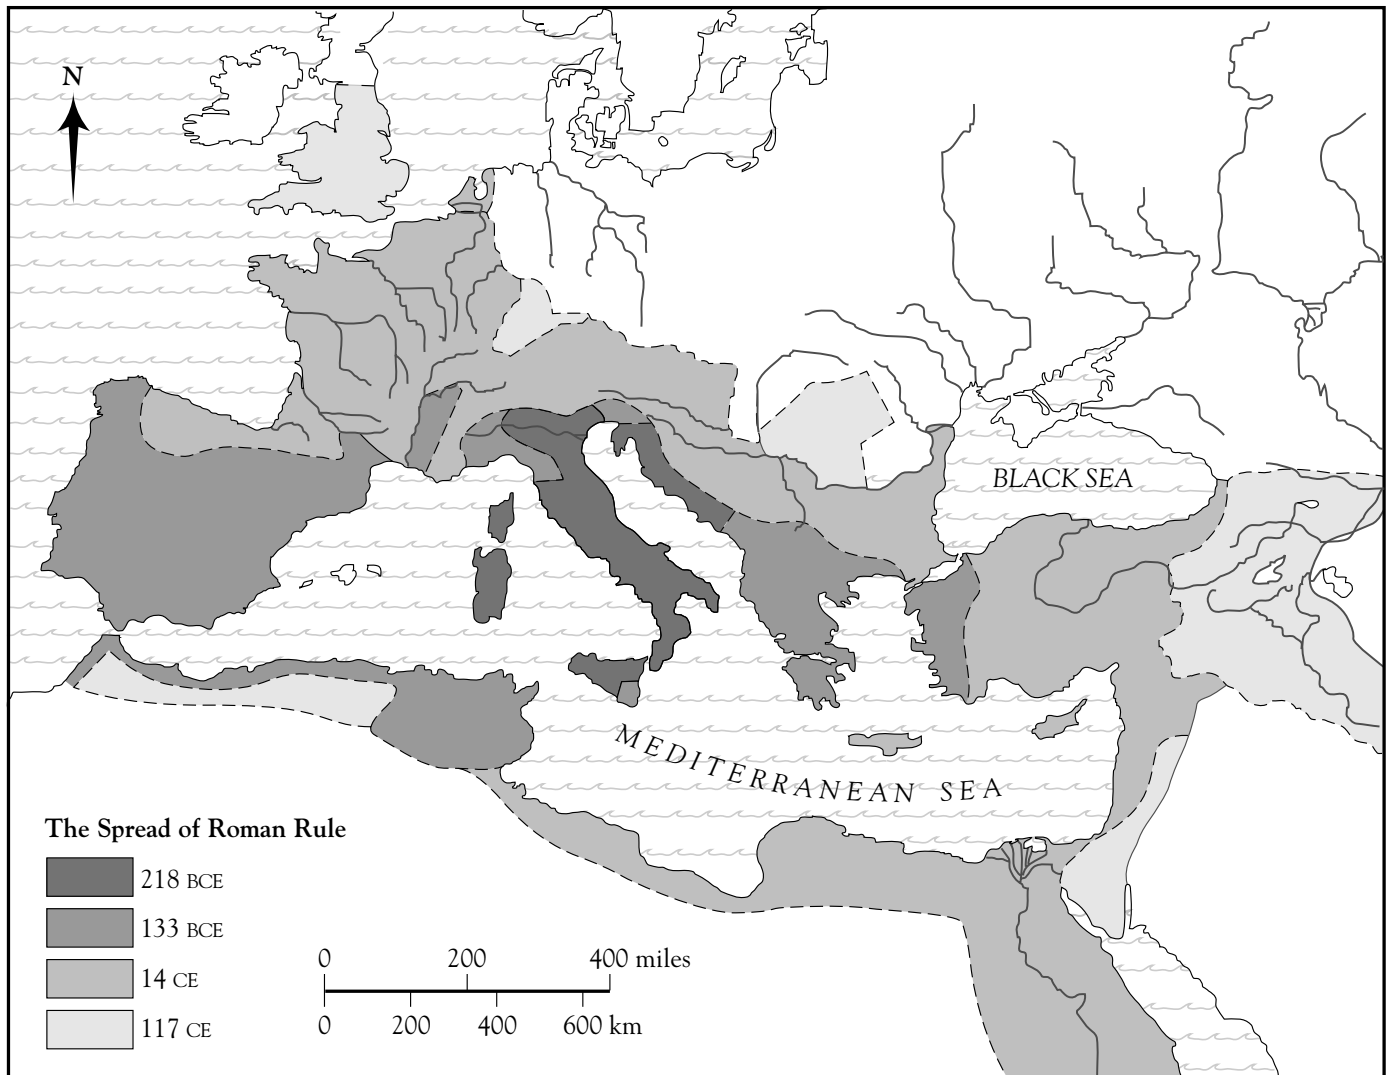 N
BLACK SEA
MEDITERRANEAN SEA
The Spread of Roman Rule
218 BCE
133 BCE
14 CE
117 CE
0 200 400 miles
0 200 400 600 km